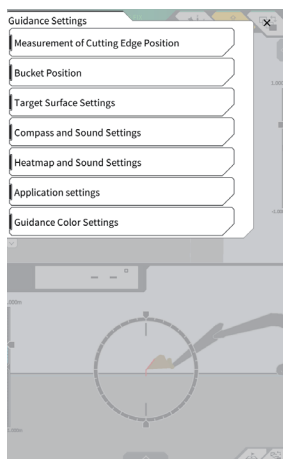 Guidance Settings
Measurement of Cutting Edge Position
Bucket Position
Target Surface Settings
Compass and Sound Settings
Heatmap and Sound Settings
Application settings
Guidance Color Settings
-- °